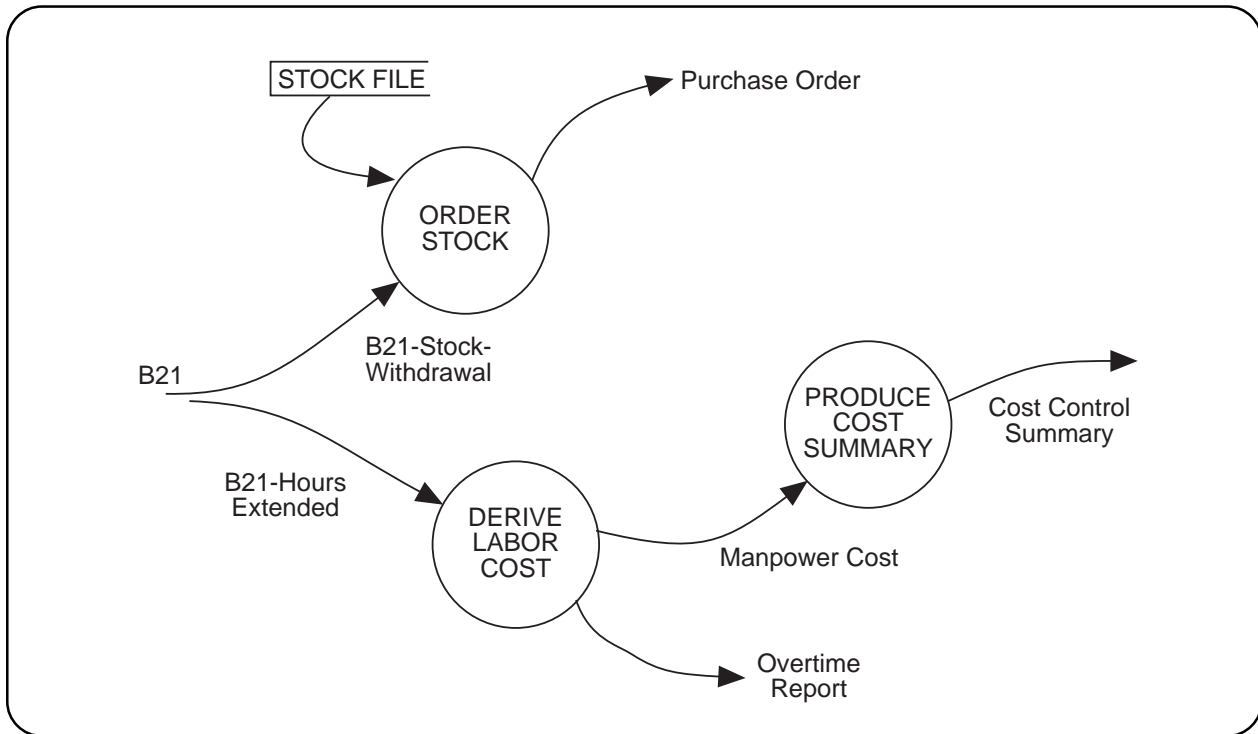 STOCK FILE
Purchase Order
ORDER
STOCK
B21-Stock-
Withdrawal
B21
PRODUCE
COST
SUMMARY
Cost Control
Summary
B21-Hours
Extended
DERIVE
LABOR
COST
Manpower Cost
Overtime
Report